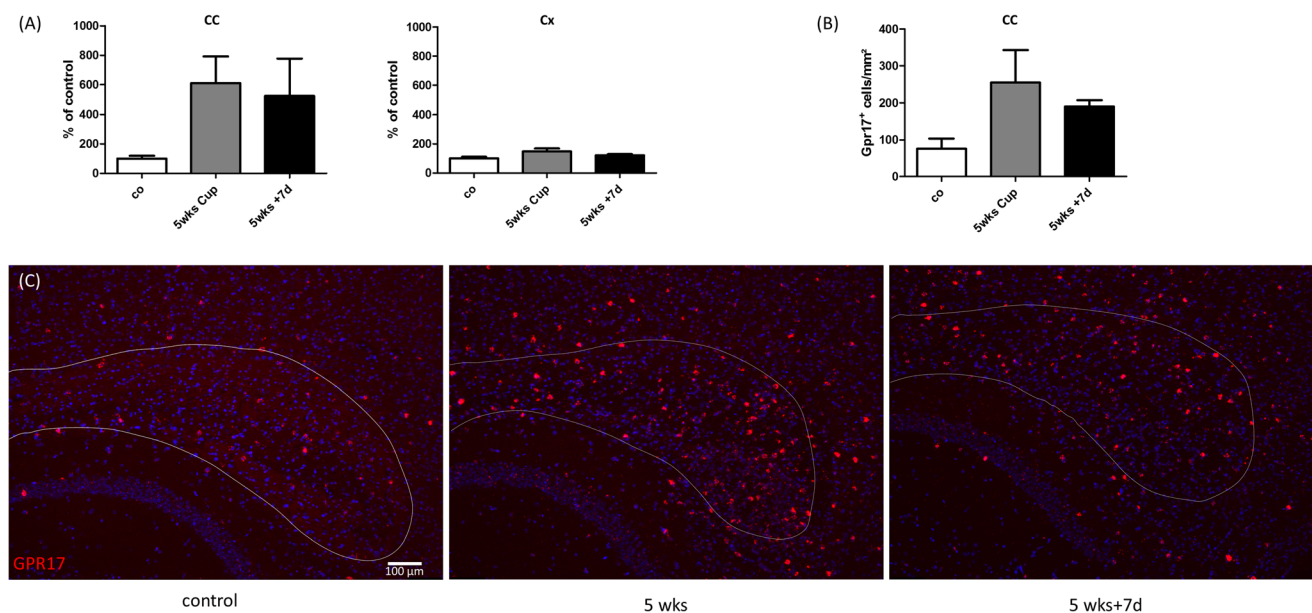 (A)
CC
% of control
1000
800
600
400
200
0
co
5wks Cup
5wks +7d
Cx
% of control
1000
800
600
400
200
0
co
5wks Cup
5wks +7d
(B)
CC
Gpr17⁺ cells/mm²
400
300
200
100
0
co
5wks Cup
5wks +7d
(C)
GPR17
100 µm
control
5 wks
5 wks+7d